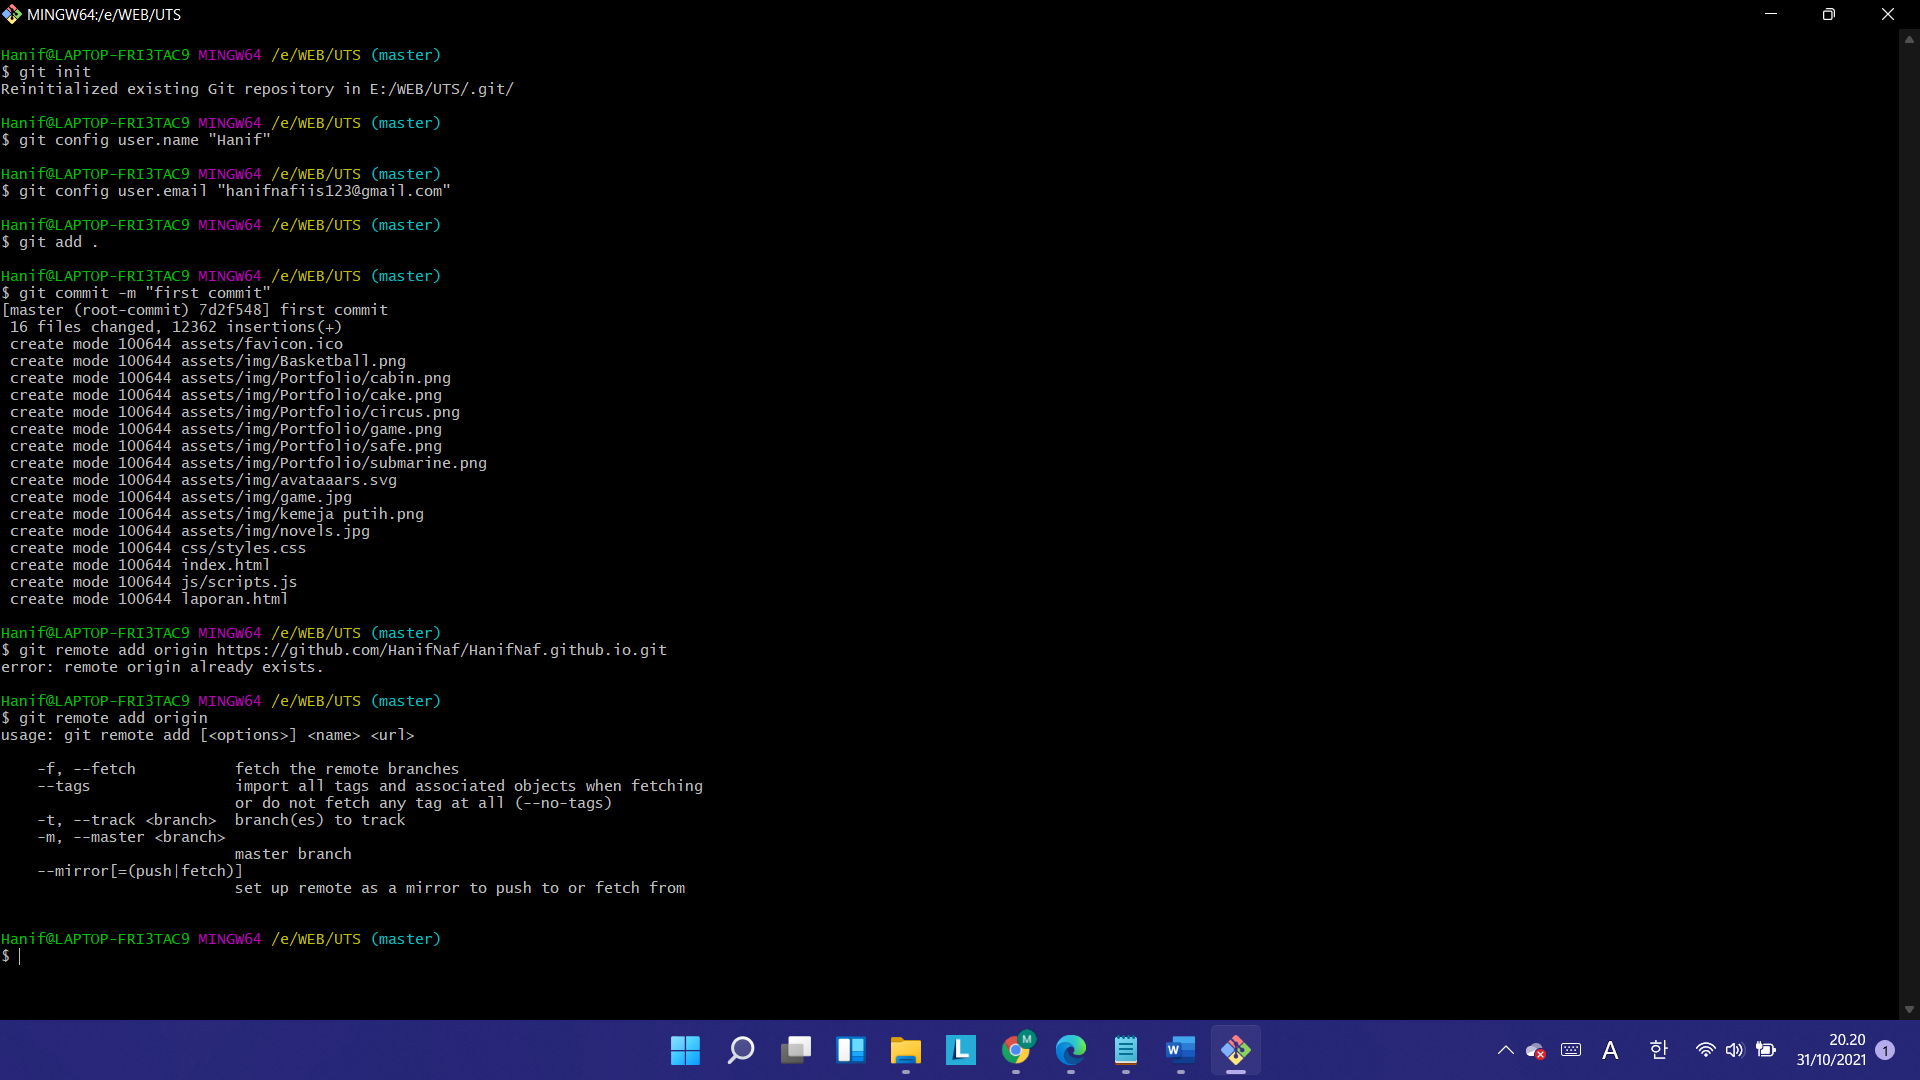 MINGW64:/e/WEB/UTS
Hanif@LAPTOP-FRI3TAC9 MINGW64 /e/WEB/UTS (master)
$ git init
Reinitialized existing Git repository in E:/WEB/UTS/.git/
Hanif@LAPTOP-FRI3TAC9 MINGW64 /e/WEB/UTS (master)
$ git config user.name "Hanif"
Hanif@LAPTOP-FRI3TAC9 MINGW64 /e/WEB/UTS (master)
$ git config user.email "hanifnafiis123@gmail.com"
Hanif@LAPTOP-FRI3TAC9 MINGW64 /e/WEB/UTS (master)
$ git add .
Hanif@LAPTOP-FRI3TAC9 MINGW64 /e/WEB/UTS (master)
$ git commit -m "first commit"
[master (root-commit) 7d2f548] first commit
 16 files changed, 12362 insertions(+)
 create mode 100644 assets/favicon.ico
 create mode 100644 assets/img/Basketball.png
 create mode 100644 assets/img/Portfolio/cabin.png
 create mode 100644 assets/img/Portfolio/cake.png
 create mode 100644 assets/img/Portfolio/circus.png
 create mode 100644 assets/img/Portfolio/game.png
 create mode 100644 assets/img/Portfolio/safe.png
 create mode 100644 assets/img/Portfolio/submarine.png
 create mode 100644 assets/img/avataaars.svg
 create mode 100644 assets/img/game.jpg
 create mode 100644 assets/img/kemeja putih.png
 create mode 100644 assets/img/novels.jpg
 create mode 100644 css/styles.css
 create mode 100644 index.html
 create mode 100644 js/scripts.js
 create mode 100644 laporan.html
Hanif@LAPTOP-FRI3TAC9 MINGW64 /e/WEB/UTS (master)
$ git remote add origin https://github.com/HanifNaf/HanifNaf.github.io.git
error: remote origin already exists.
Hanif@LAPTOP-FRI3TAC9 MINGW64 /e/WEB/UTS (master)
$ git remote add origin
usage: git remote add [<options>] <name> <url>
    -f, --fetch           fetch the remote branches
    --tags                import all tags and associated objects when fetching
                          or do not fetch any tag at all (--no-tags)
    -t, --track <branch>  branch(es) to track
    -m, --master <branch>
                          master branch
    --mirror[=(push|fetch)]
                          set up remote as a mirror to push to or fetch from
Hanif@LAPTOP-FRI3TAC9 MINGW64 /e/WEB/UTS (master)
$
L M W A 한 20.20
31/10/2021 1